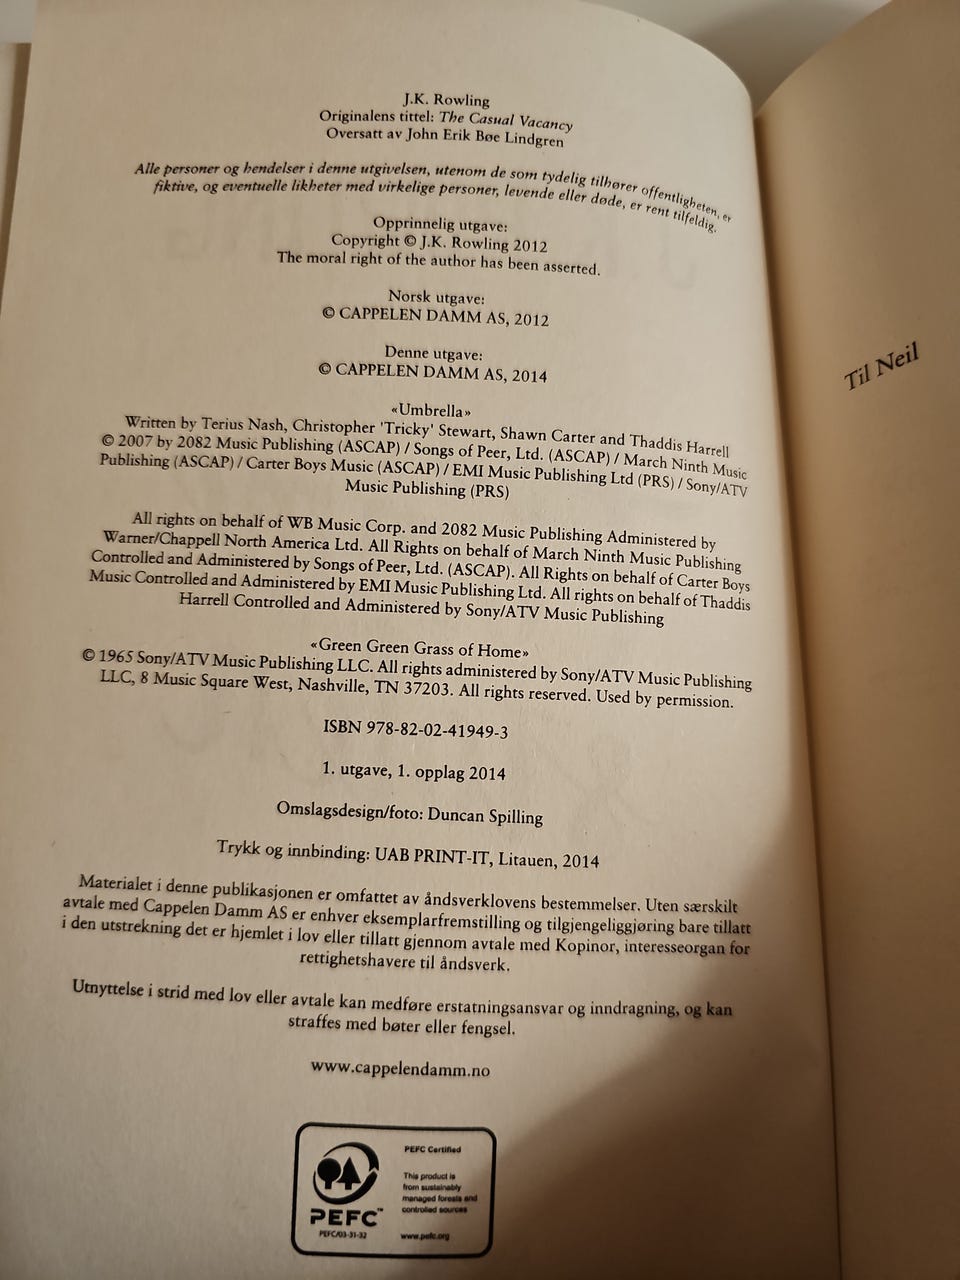 J.K. Rowling
Originalens tittel: The Casual Vacancy
Oversatt av John Erik Bøe Lindgren
Alle personer og hendelser i denne utgivelsen, utenom de som tydelig tilhører offentligheten, er
fiktive, og eventuelle likheter med virkelige personer, levende eller døde, er rent tilfeldig.
Opprinnelig utgave:
Copyright © J.K. Rowling 2012
The moral right of the author has been asserted.
Norsk utgave:
© CAPPELEN DAMM AS, 2012
Denne utgave:
© CAPPELEN DAMM AS, 2014
«Umbrella»
Written by Terius Nash, Christopher 'Tricky' Stewart, Shawn Carter and Thaddis Harrell
© 2007 by 2082 Music Publishing (ASCAP) / Songs of Peer, Ltd. (ASCAP) / March Ninth Music
Publishing (ASCAP) / Carter Boys Music (ASCAP) / EMI Music Publishing Ltd (PRS) / Sony/ATV
Music Publishing (PRS)
All rights on behalf of WB Music Corp. and 2082 Music Publishing Administered by
Warner/Chappell North America Ltd. All Rights on behalf of March Ninth Music Publishing
Controlled and Administered by Songs of Peer, Ltd. (ASCAP). All Rights on behalf of Carter Boys
Music Controlled and Administered by EMI Music Publishing Ltd. All rights on behalf of Thaddis
Harrell Controlled and Administered by Sony/ATV Music Publishing
«Green Green Grass of Home»
© 1965 Sony/ATV Music Publishing LLC. All rights administered by Sony/ATV Music Publishing
LLC, 8 Music Square West, Nashville, TN 37203. All rights reserved. Used by permission.
ISBN 978-82-02-41949-3
1. utgave, 1. opplag 2014
Omslagsdesign/foto: Duncan Spilling
Trykk og innbinding: UAB PRINT-IT, Litauen, 2014
Materialet i denne publikasjonen er omfattet av åndsverklovens bestemmelser. Uten særskilt
avtale med Cappelen Damm AS er enhver eksemplarfremstilling og tilgjengeliggjøring bare tillatt
i den utstrekning det er hjemlet i lov eller tillatt gjennom avtale med Kopinor, interesseorgan for
rettighetshavere til åndsverk.
Utnyttelse i strid med lov eller avtale kan medføre erstatningsansvar og inndragning, og kan
straffes med bøter eller fengsel.
www.cappelendamm.no
PEFC™
PEFC/03-31-32
PEFC Certified
This product is
from sustainably
managed forests and
controlled sources
www.pefc.org
Til Neil